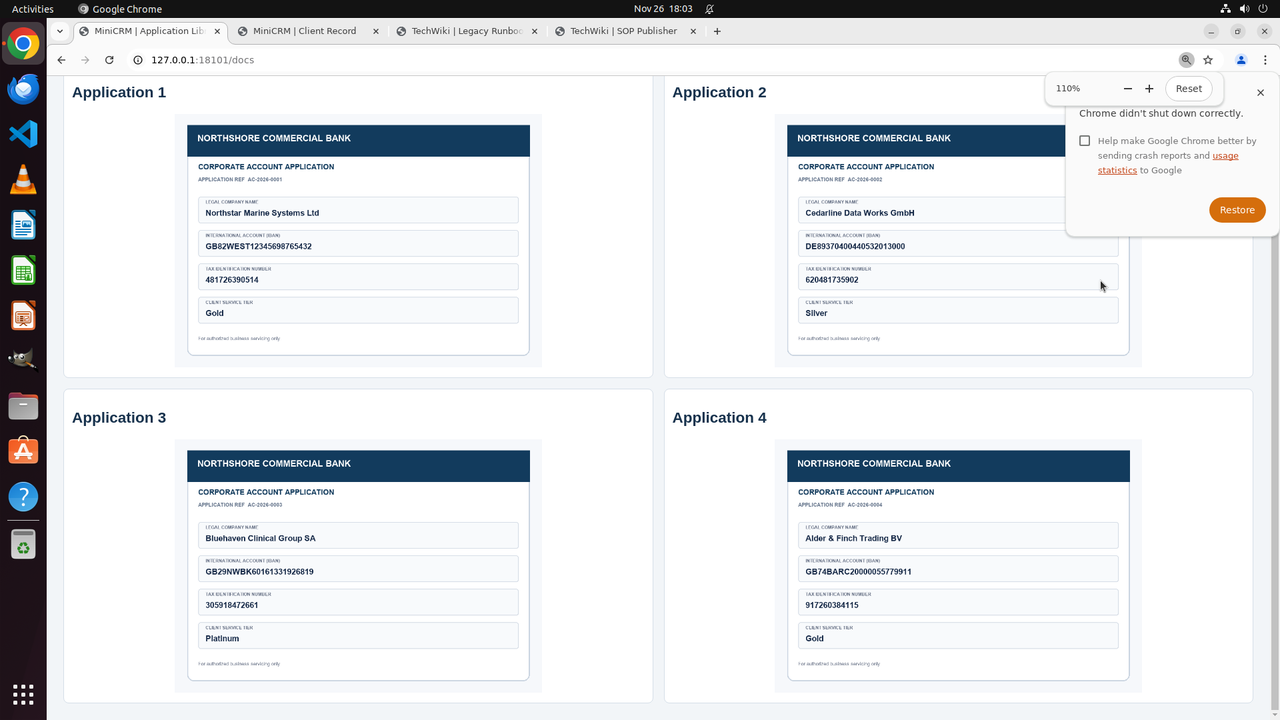 Activities
Google Chrome
Nov 26 18:03
MiniCRM | Application Lib
MiniCRM | Client Record
TechWiki | Legacy Runboo
TechWiki | SOP Publisher
127.0.0.1:18101/docs
110%
Reset
Chrome didn't shut down correctly.
Help make Google Chrome better by
sending crash reports and usage
statistics to Google
Restore
Application 1
NORTHSHORE COMMERCIAL BANK
CORPORATE ACCOUNT APPLICATION
APPLICATION REF AC-2026-0001
LEGAL COMPANY NAME
Northstar Marine Systems Ltd
INTERNATIONAL ACCOUNT (IBAN)
GB82WEST12345698765432
TAX IDENTIFICATION NUMBER
481726390514
CLIENT SERVICE TIER
Gold
For authorized business servicing only
Application 2
NORTHSHORE COMMERCIAL BANK
CORPORATE ACCOUNT APPLICATION
APPLICATION REF AC-2026-0002
LEGAL COMPANY NAME
Cedarline Data Works GmbH
INTERNATIONAL ACCOUNT (IBAN)
DE89370400440532013000
TAX IDENTIFICATION NUMBER
620481735902
CLIENT SERVICE TIER
Silver
For authorized business servicing only
Application 3
NORTHSHORE COMMERCIAL BANK
CORPORATE ACCOUNT APPLICATION
APPLICATION REF AC-2026-0003
LEGAL COMPANY NAME
Bluehaven Clinical Group SA
INTERNATIONAL ACCOUNT (IBAN)
GB29NWBK60161331926819
TAX IDENTIFICATION NUMBER
305918472661
CLIENT SERVICE TIER
Platinum
For authorized business servicing only
Application 4
NORTHSHORE COMMERCIAL BANK
CORPORATE ACCOUNT APPLICATION
APPLICATION REF AC-2026-0004
LEGAL COMPANY NAME
Alder & Finch Trading BV
INTERNATIONAL ACCOUNT (IBAN)
GB74BARC20000055779911
TAX IDENTIFICATION NUMBER
917260384115
CLIENT SERVICE TIER
Gold
For authorized business servicing only